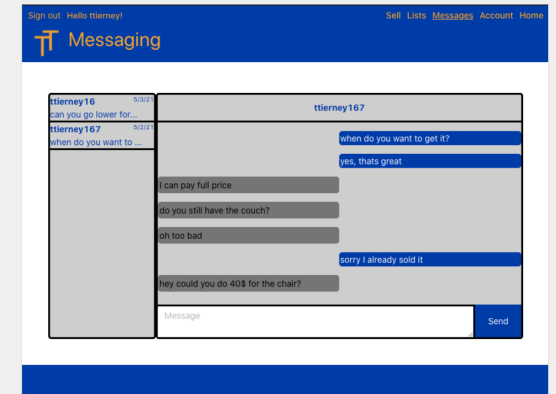 Sign out Hello ttierney!
Sell Lists Messages Account Home
TT Messaging
ttierney16 5/3/21
can you go lower for...
ttierney167 5/2/21
when do you want to ...
ttierney167
when do you want to get it?
yes, thats great
I can pay full price
do you still have the couch?
oh too bad
sorry I already sold it
hey could you do 40$ for the chair?
Message
Send